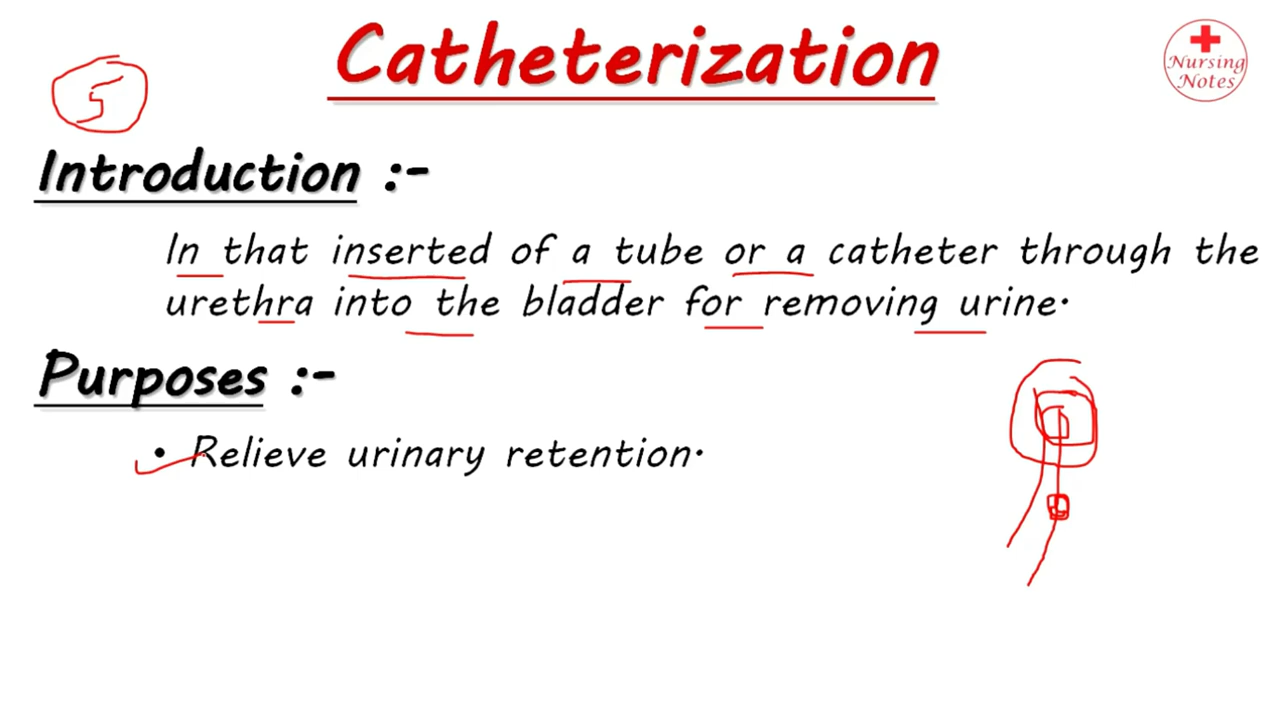 Catheterization
Nursing
Notes
5
Introduction :-
In that inserted of a tube or a catheter through the
urethra into the bladder for removing urine.
Purposes :-
• Relieve urinary retention.